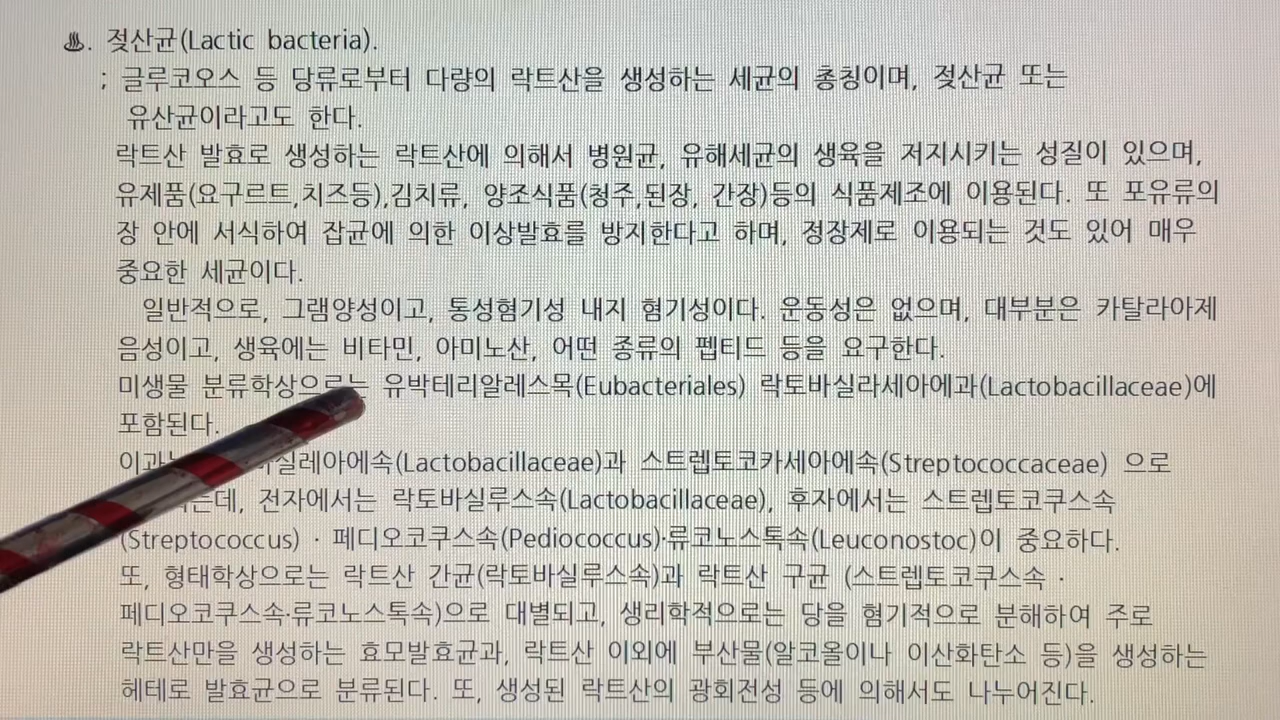 ♨. 젖산균(Lactic bacteria).
; 글루코오스 등 당류로부터 다량의 락트산을 생성하는 세균의 총칭이며, 젖산균 또는
유산균이라고도 한다.
락트산 발효로 생성하는 락트산에 의해서 병원균, 유해세균의 생육을 저지시키는 성질이 있으며,
유제품(요구르트,치즈등),김치류, 양조식품(청주,된장, 간장)등의 식품제조에 이용된다. 또 포유류의
장 안에 서식하여 잡균에 의한 이상발효를 방지한다고 하며, 정장제로 이용되는 것도 있어 매우
중요한 세균이다.
일반적으로, 그램양성이고, 통성혐기성 내지 혐기성이다. 운동성은 없으며, 대부분은 카탈라아제
음성이고, 생육에는 비타민, 아미노산, 어떤 종류의 펩티드 등을 요구한다.
미생물 분류학상으로는 유박테리알레스목(Eubacteriales) 락토바실라세아에과(Lactobacillaceae)에
포함된다.
이과 실레아에속(Lactobacillaceae)과 스트렙토코카세아에속(Streptococcaceae) 으로
는데, 전자에서는 락토바실루스속(Lactobacillaceae), 후자에서는 스트렙토코쿠스속
(Streptococcus) · 페디오코쿠스속(Pediococcus)·류코노스톡속(Leuconostoc)이 중요하다.
또, 형태학상으로는 락트산 간균(락토바실루스속)과 락트산 구균 (스트렙토코쿠스속 ·
페디오코쿠스속·류코노스톡속)으로 대별되고, 생리학적으로는 당을 혐기적으로 분해하여 주로
락트산만을 생성하는 효모발효균과, 락트산 이외에 부산물(알코올이나 이산화탄소 등)을 생성하는
헤테로 발효균으로 분류된다. 또, 생성된 락트산의 광회전성 등에 의해서도 나누어진다.